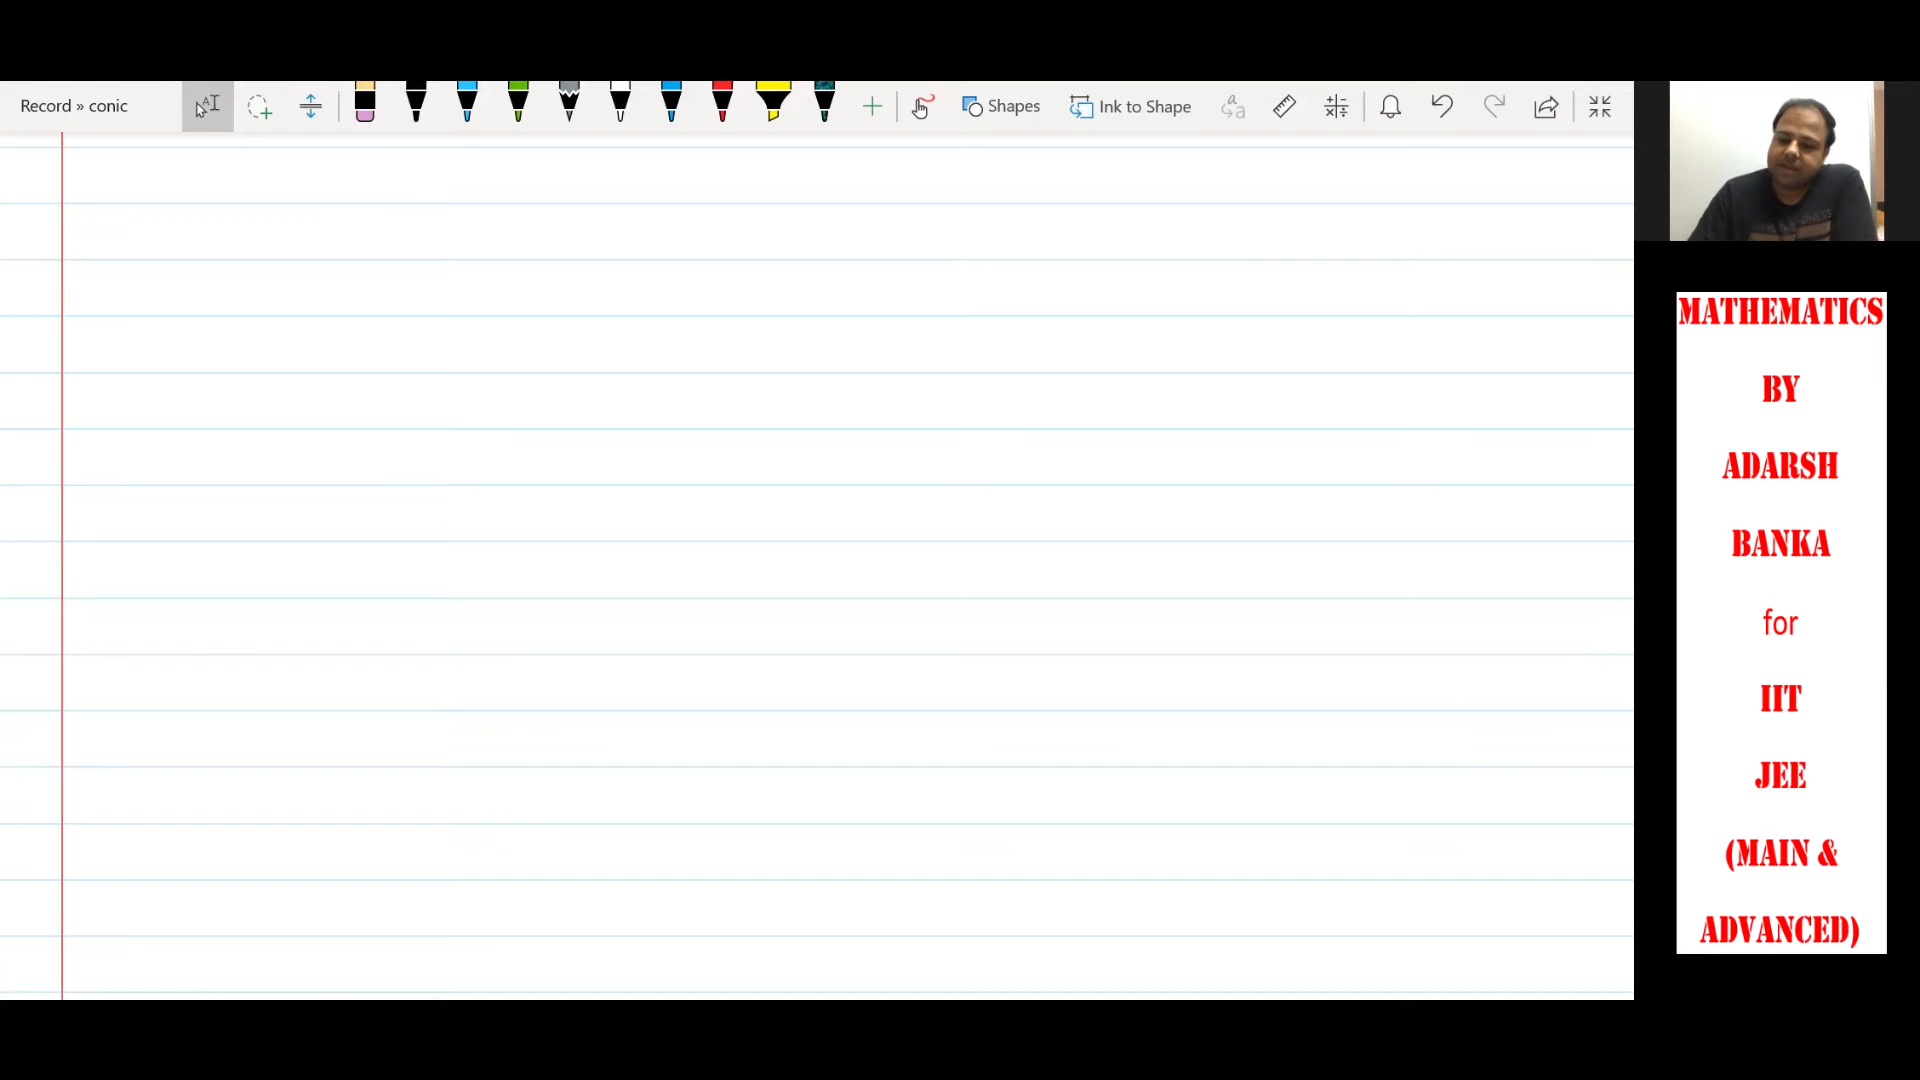 Record » conic
Shapes
Ink to Shape
MATHEMATICS
BY
ADARSH
BANKA
for
IIT
JEE
(MAIN &
ADVANCED)